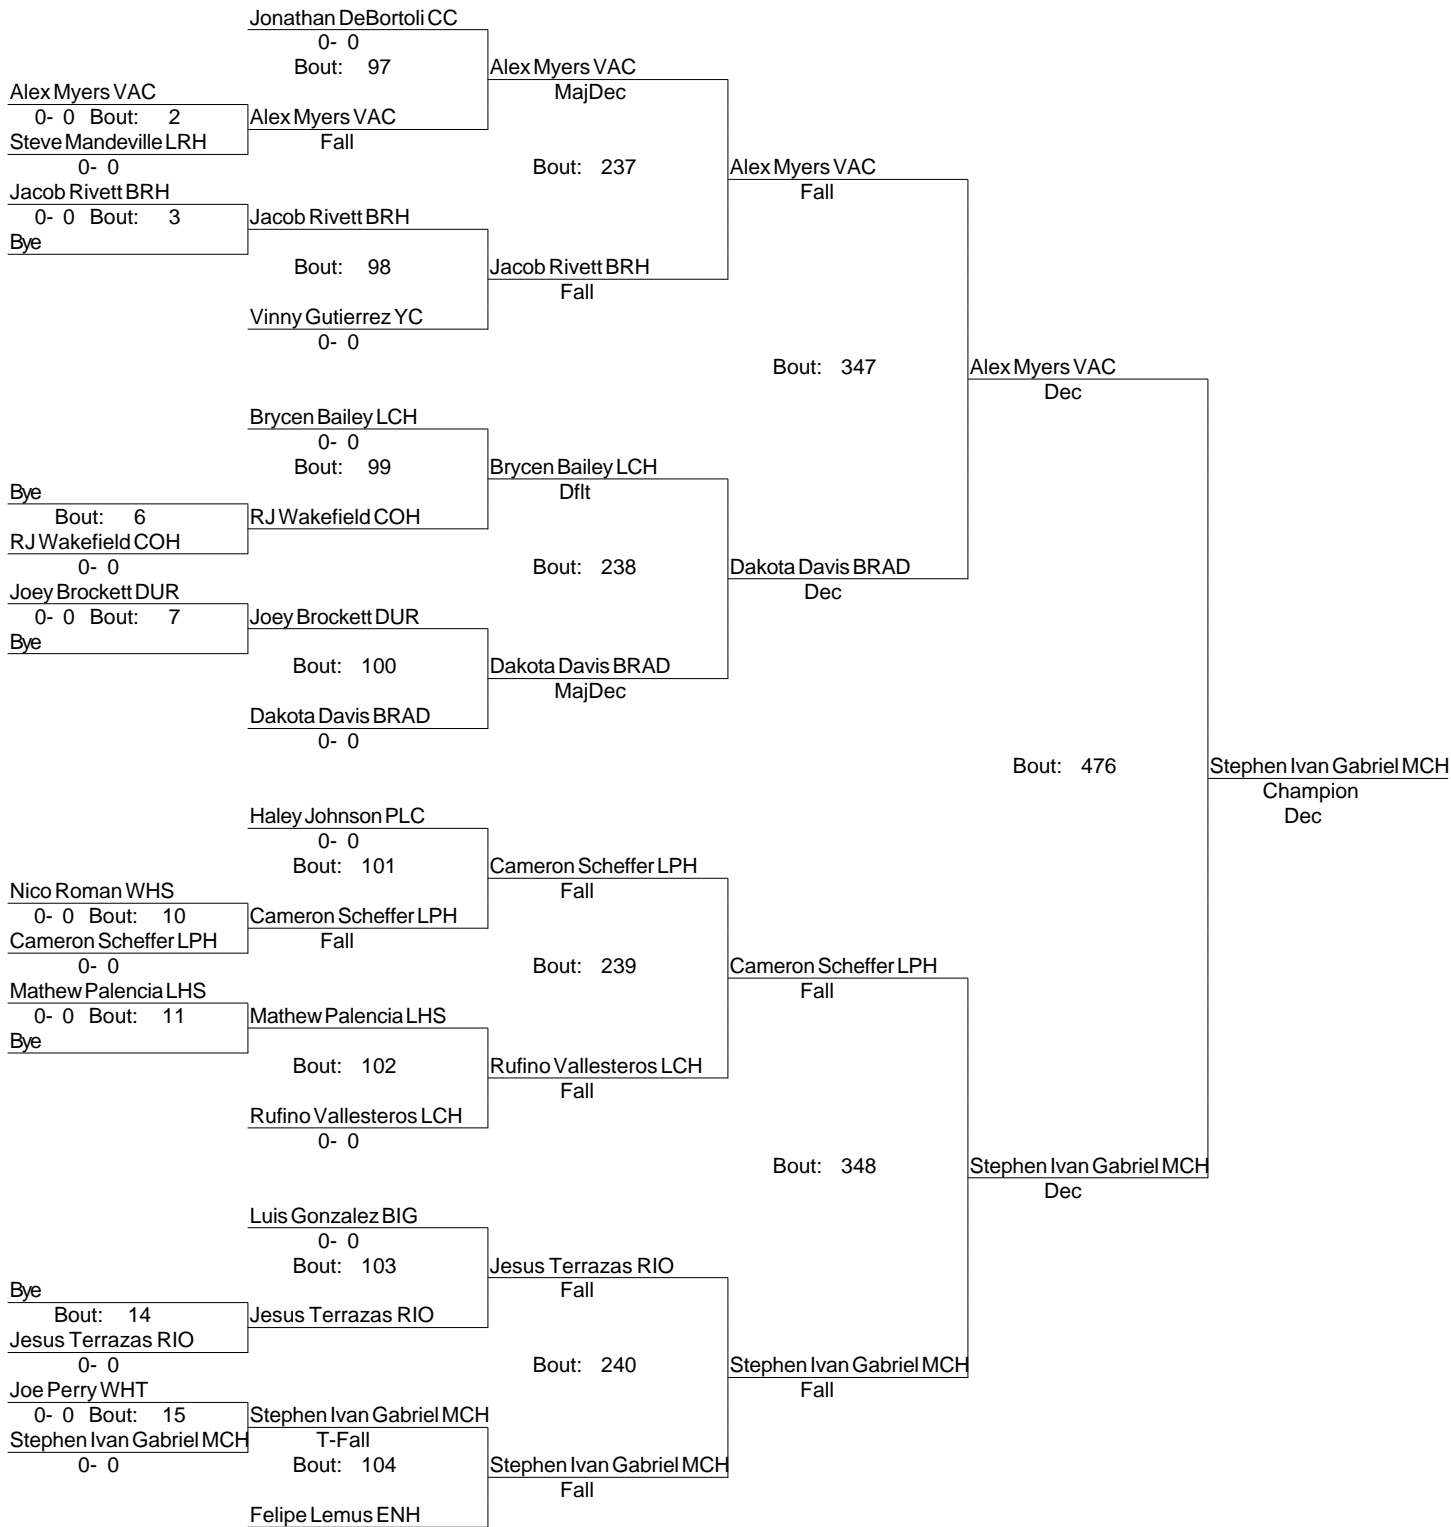 Jonathan DeBortoli CC
0- 0
Bout: 97
Alex Myers VAC
MajDec
Alex Myers VAC
0- 0 Bout: 2
Alex Myers VAC
Steve Mandeville LRH
Fall
0- 0
Bout: 237
Alex Myers VAC
Jacob Rivett BRH
Fall
0- 0 Bout: 3
Jacob Rivett BRH
Bye
Bout: 98
Jacob Rivett BRH
Fall
Vinny Gutierrez YC
0- 0
Bout: 347
Alex Myers VAC
Dec
Brycen Bailey LCH
0- 0
Bout: 99
Brycen Bailey LCH
Dflt
Bye
Bout: 6
RJ Wakefield COH
RJ Wakefield COH
0- 0
Bout: 238
Dakota Davis BRAD
Joey Brockett DUR
Dec
0- 0 Bout: 7
Joey Brockett DUR
Bye
Bout: 100
Dakota Davis BRAD
MajDec
Dakota Davis BRAD
0- 0
Bout: 476
Stephen Ivan Gabriel MCH
Champion
Dec
Haley Johnson PLC
0- 0
Bout: 101
Cameron Scheffer LPH
Fall
Nico Roman WHS
0- 0 Bout: 10
Cameron Scheffer LPH
Cameron Scheffer LPH
Fall
0- 0
Bout: 239
Cameron Scheffer LPH
Mathew Palencia LHS
Fall
0- 0 Bout: 11
Mathew Palencia LHS
Bye
Bout: 102
Rufino Vallesteros LCH
Fall
Rufino Vallesteros LCH
0- 0
Bout: 348
Stephen Ivan Gabriel MCH
Dec
Luis Gonzalez BIG
0- 0
Bout: 103
Jesus Terrazas RIO
Fall
Bye
Bout: 14
Jesus Terrazas RIO
Jesus Terrazas RIO
0- 0
Bout: 240
Stephen Ivan Gabriel MCH
Joe Perry WHT
Fall
0- 0 Bout: 15
Stephen Ivan Gabriel MCH
Stephen Ivan Gabriel MCH
T-Fall
0- 0
Bout: 104
Stephen Ivan Gabriel MCH
Fall
Felipe Lemus ENH